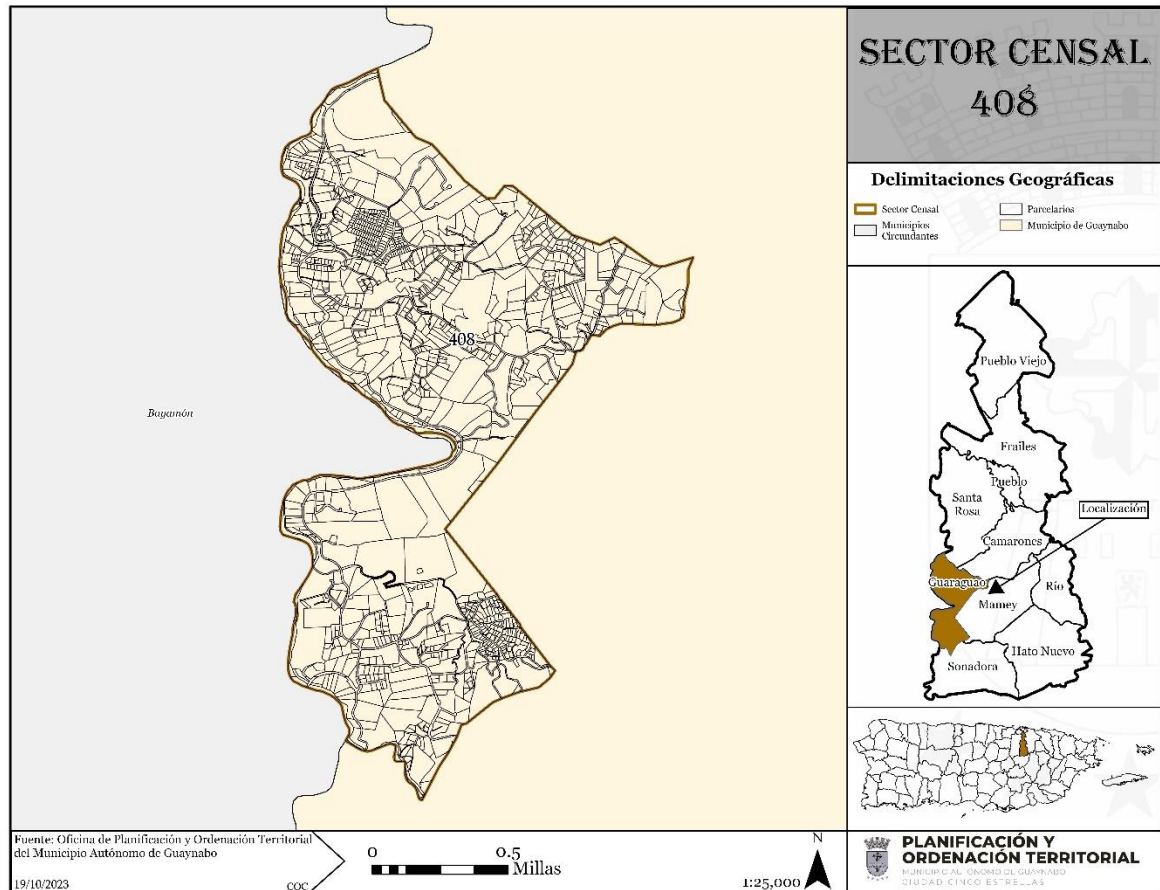 SECTOR CENSAL
408
Delimitaciones Geográficas
Sector Censal
Parcelarios
Municipios
Circundantes
Municipio de Guaynabo
408
Bayamón
Pueblo Viejo
Frailes
Pueblo
Santa
Rosa
Localización
Camarones
Guaraguao
Río
Mamey
Hato Nuevo
Sonadora
Fuente: Oficina de Planificación y Ordenación Territorial
del Municipio Autónomo de Guaynabo
19/10/2023
COC
0 0.5
Millas
N
1:25,000
PLANIFICACIÓN Y
ORDENACIÓN TERRITORIAL
MUNICIPIO AUTÓNOMO DE GUAYNABO
CIUDAD CINCO ESTRELLAS